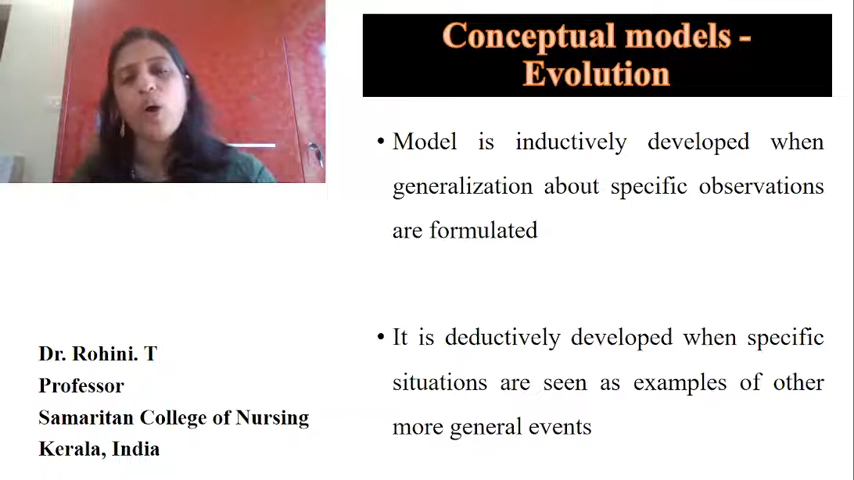 Conceptual models -
Evolution
• Model is inductively developed when
generalization about specific observations
are formulated
• It is deductively developed when specific
situations are seen as examples of other
more general events
Dr. Rohini. T
Professor
Samaritan College of Nursing
Kerala, India